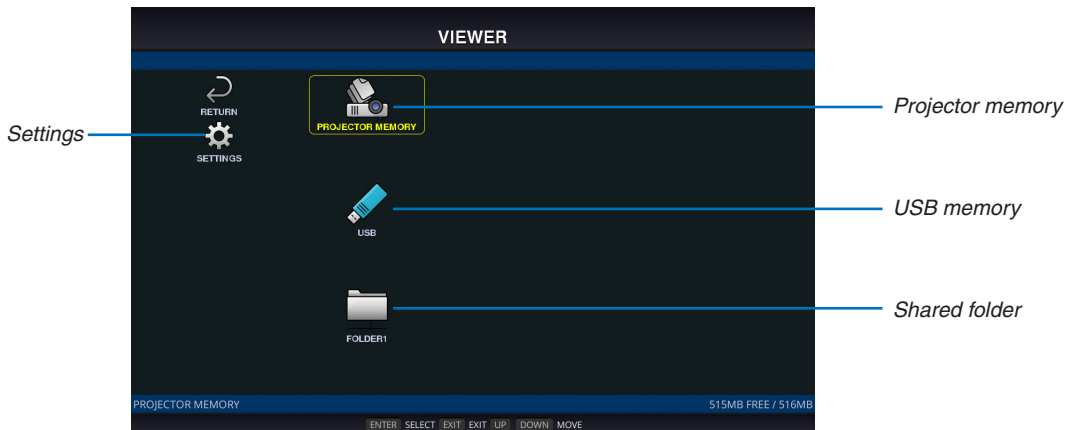 VIEWER
RETURN
SETTINGS
PROJECTOR MEMORY
USB
FOLDER1
Settings
Projector memory
USB memory
Shared folder
PROJECTOR MEMORY 515MB FREE / 516MB
ENTER SELECT EXIT EXIT UP DOWN MOVE